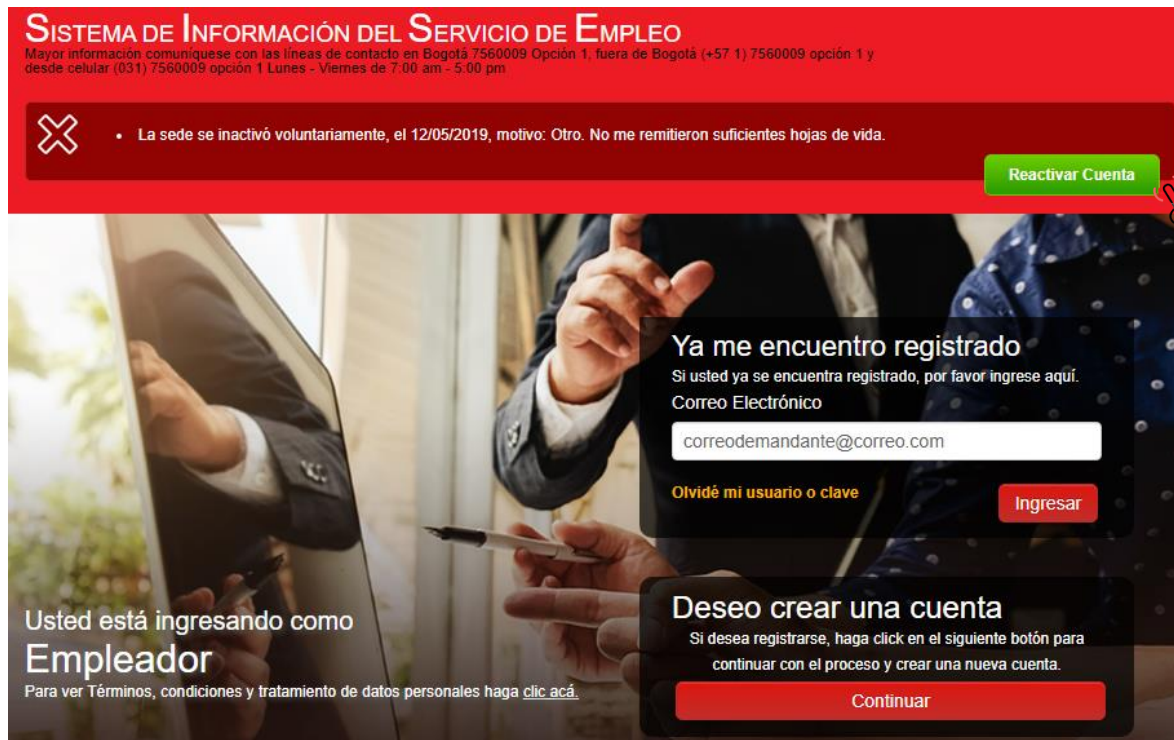 SISTEMA DE INFORMACIÓN DEL SERVICIO DE EMPLEO
Mayor información comuníquese con las líneas de contacto en Bogotá 7560009 Opción 1, fuera de Bogotá (+57 1) 7560009 opción 1 y
desde celular (031) 7560009 opción 1 Lunes - Viernes de 7:00 am - 5:00 pm
• La sede se inactivó voluntariamente, el 12/05/2019, motivo: Otro. No me remitieron suficientes hojas de vida.
Reactivar Cuenta
Ya me encuentro registrado
Si usted ya se encuentra registrado, por favor ingrese aquí.
Correo Electrónico
correodemandante@correo.com
Olvidé mi usuario o clave
Ingresar
Usted está ingresando como
Empleador
Para ver Términos, condiciones y tratamiento de datos personales haga clic acá.
Deseo crear una cuenta
Si desea registrarse, haga click en el siguiente botón para
continuar con el proceso y crear una nueva cuenta.
Continuar